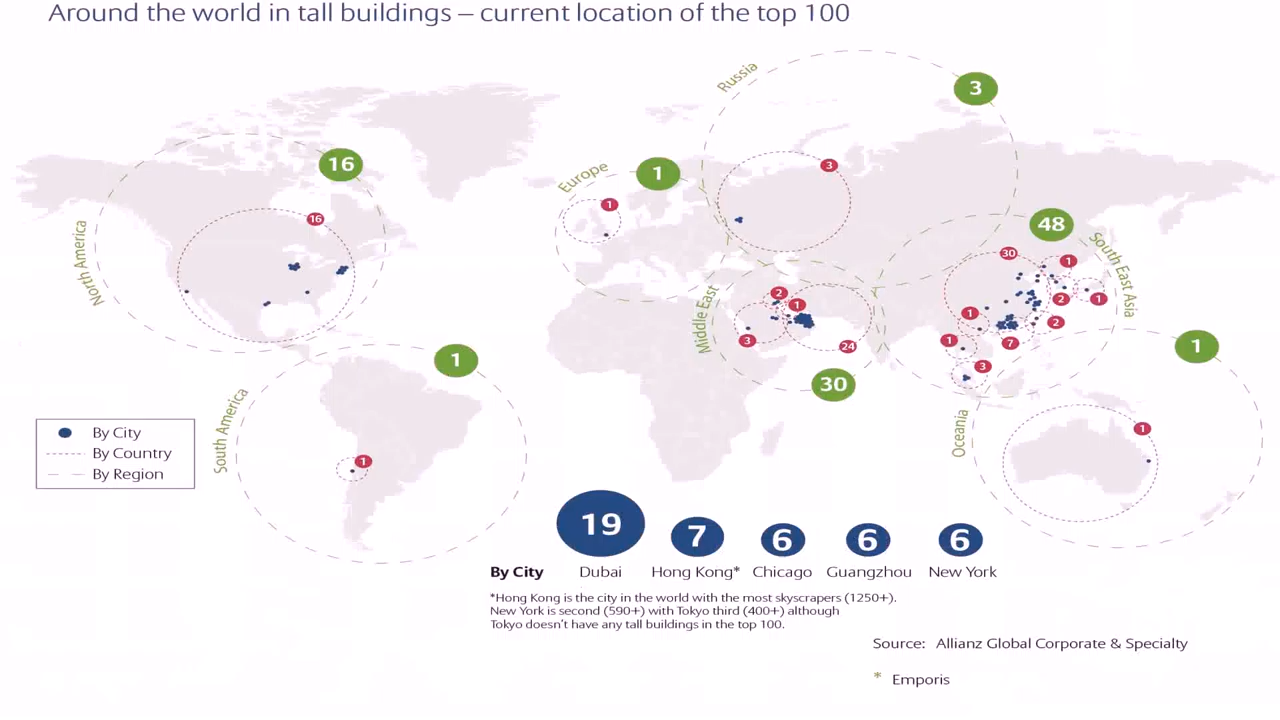 Around the world in tall buildings – current location of the top 100
Russia
3
3
Europe
1
1
North America
16
16
South East Asia
48
30
1
1
2
2
7
1
1
3
Middle East
2
1
3
24
30
South America
1
1
Oceania
1
1
By City
By Country
By Region
19
7
6
6
6
By City Dubai Hong Kong* Chicago Guangzhou New York
*Hong Kong is the city in the world with the most skyscrapers (1250+).
New York is second (590+) with Tokyo third (400+) although
Tokyo doesn't have any tall buildings in the top 100.
Source: Allianz Global Corporate & Specialty
* Emporis